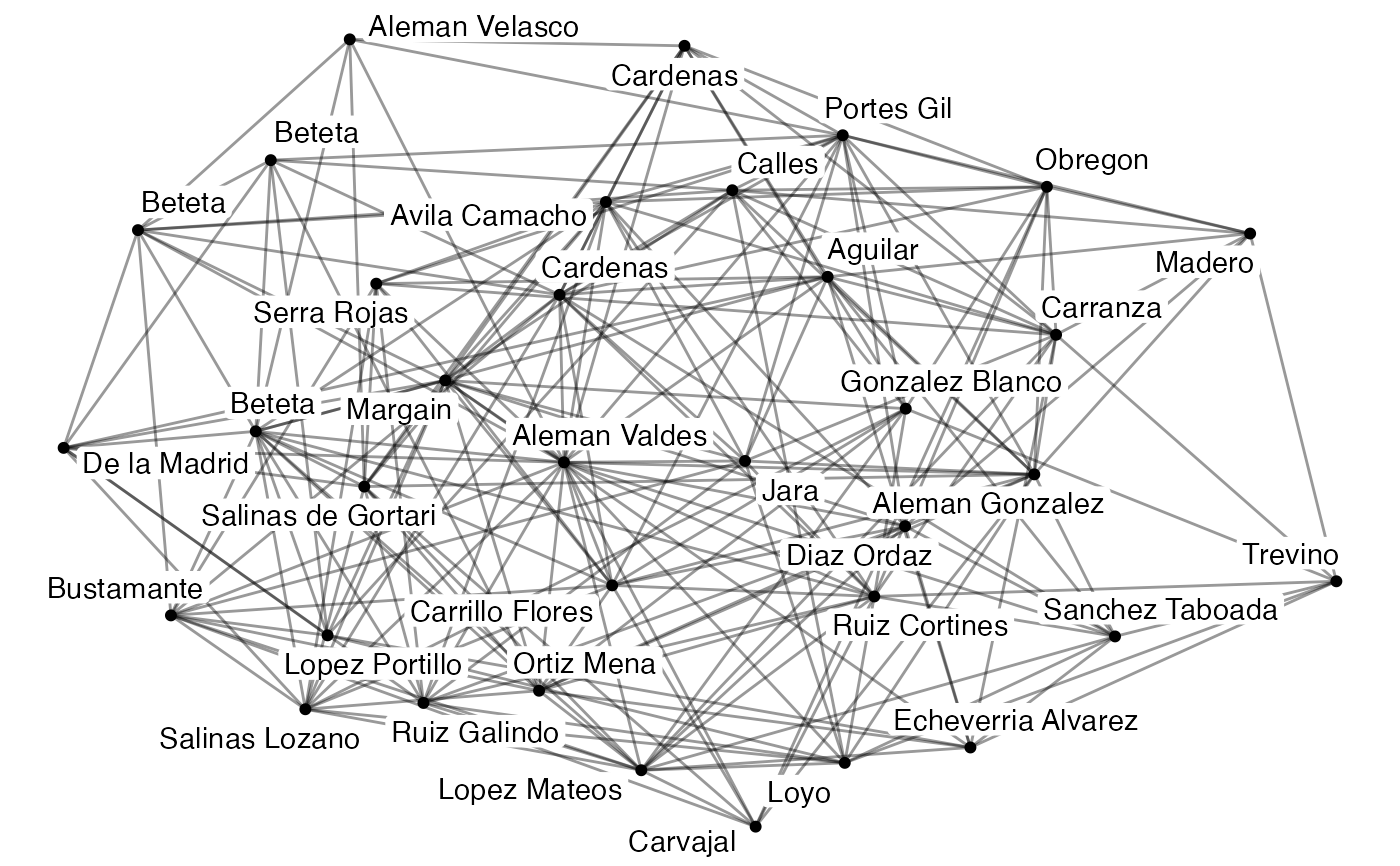 Aleman Velasco
Cardenas
Portes Gil
Beteta
Calles
Obregon
Beteta
Avila Camacho
Aguilar
Madero
Cardenas
Serra Rojas
Carranza
Gonzalez Blanco
Beteta
Margain
Aleman Valdes
De la Madrid
Jara
Aleman Gonzalez
Salinas de Gortari
Diaz Ordaz
Trevino
Bustamante
Carrillo Flores
Ruiz Cortines
Sanchez Taboada
Lopez Portillo
Ortiz Mena
Echeverria Alvarez
Salinas Lozano
Ruiz Galindo
Lopez Mateos
Loyo
Carvajal